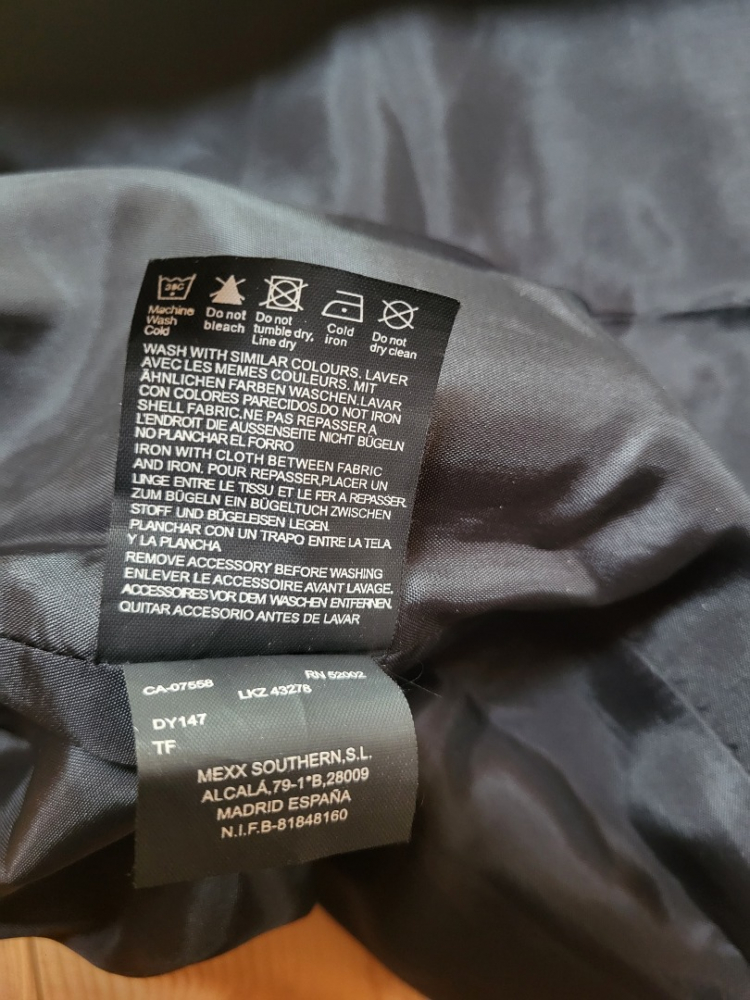 30C
Machine Wash Cold
Do not bleach
Do not tumble dry, Line dry
Cold iron
Do not dry clean
WASH WITH SIMILAR COLOURS. LAVER
AVEC LES MEMES COULEURS. MIT
ÄHNLICHEN FARBEN WASCHEN.LAVAR
CON COLORES PARECIDOS.DO NOT IRON
SHELL FABRIC.NE PAS REPASSER A
L'ENDROIT DIE AUSSENSEITE NICHT BÜGELN
NO PLANCHAR EL FORRO
IRON WITH CLOTH BETWEEN FABRIC
AND IRON. POUR REPASSER,PLACER UN
LINGE ENTRE LE TISSU ET LE FER A REPASSER.
ZUM BÜGELN EIN BÜGELTUCH ZWISCHEN
STOFF UND BÜGELEISEN LEGEN.
PLANCHAR CON UN TRAPO ENTRE LA TELA
Y LA PLANCHA
REMOVE ACCESSORY BEFORE WASHING
ENLEVER LE ACCESSOIRE AVANT LAVAGE.
ACCESSOIRES VOR DEM WASCHEN ENTFERNEN.
QUITAR ACCESORIO ANTES DE LAVAR
CA-07558 RN 52002
LKZ 43278
DY147
TF
MEXX SOUTHERN,S.L.
ALCALÁ,79-1°B,28009
MADRID ESPAÑA
N.I.F.B-81848160